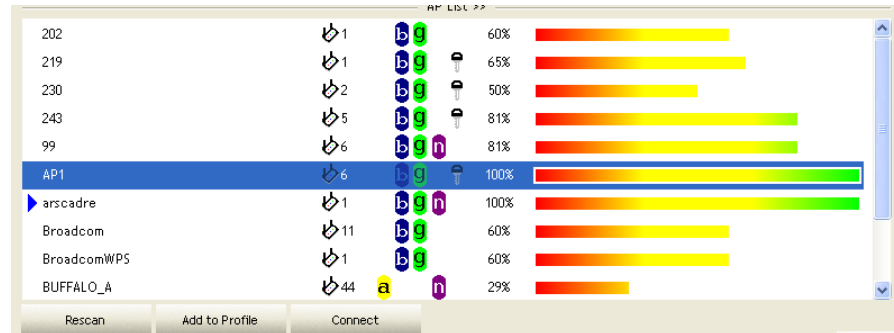 AP List >>
202 1 b g 60%
219 1 b g 65%
230 2 b g 50%
243 5 b g 81%
99 6 b g n 81%
AP1 6 b g 100%
arscadre 1 b g n 100%
Broadcom 11 b g 60%
BroadcomWPS 1 b g 60%
BUFFALO_A 44 a n 29%
Rescan Add to Profile Connect